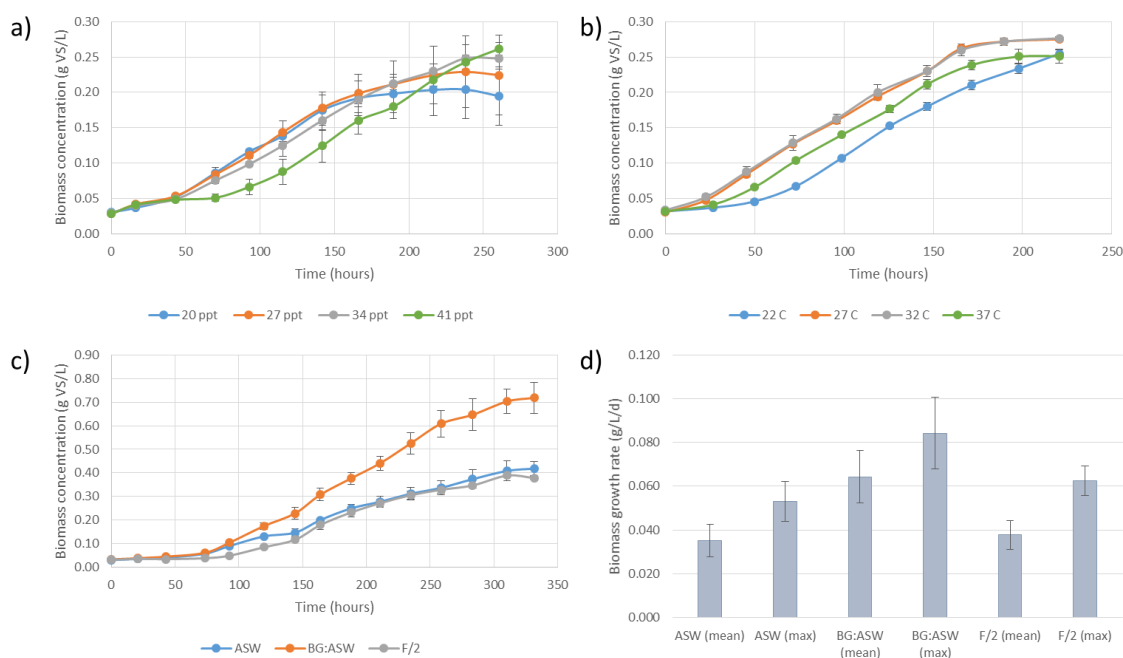 a)
Biomass concentration (g VS/L)
0.30
0.25
0.20
0.15
0.10
0.05
0.00
0 50 100 150 200 250 300
Time (hours)
20 ppt 27 ppt 34 ppt 41 ppt
b)
Biomass concentration (g VS/L)
0.30
0.25
0.20
0.15
0.10
0.05
0.00
0 50 100 150 200 250
Time (hours)
22 C 27 C 32 C 37 C
c)
Biomass concentration (g VS/L)
0.90
0.80
0.70
0.60
0.50
0.40
0.30
0.20
0.10
0.00
0 50 100 150 200 250 300 350
Time (hours)
ASW BG:ASW F/2
d)
Biomass growth rate (g/L/d)
0.120
0.100
0.080
0.060
0.040
0.020
0.000
ASW (mean) ASW (max) BG:ASW BG:ASW F/2 (mean) F/2 (max)
(mean) (max)